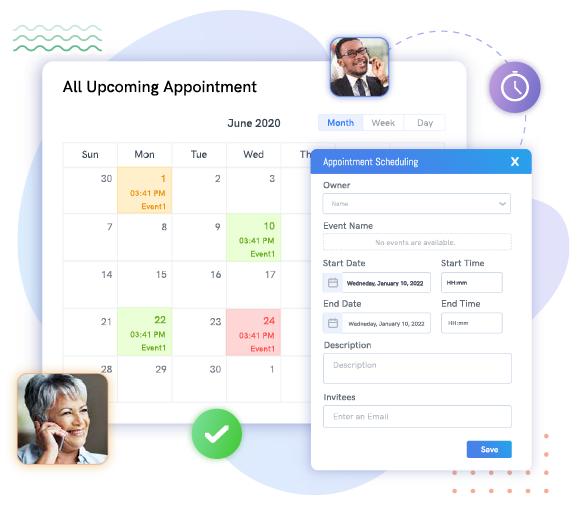 All Upcoming Appointment
June 2020
Month Week Day
Sun Mon Tue Wed Th
30 1 2 3
03:41 PM
Event1
7 8 9 10
03:41 PM
Event1
14 15 16 17
21 22 23 24
03:41 PM 03:41 PM
Event1 Event1
28 29 30 1
Appointment Scheduling X
Owner
Name
Event Name
No events are available.
Start Date Start Time
Wedneday, January 10, 2022 HH:mm
End Date End Time
Wedneday, January 10, 2022 HH:mm
Description
Description
Invitees
Enter an Email
Save